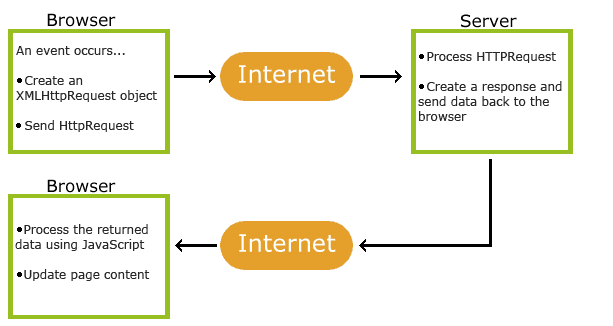 Browser
An event occurs...
•Create an
XMLHttpRequest object
• Send HttpRequest
Internet
Server
•Process HTTPRequest
•Create a response and
send data back to the
browser
Browser
•Process the returned
data using JavaScript
•Update page content
Internet